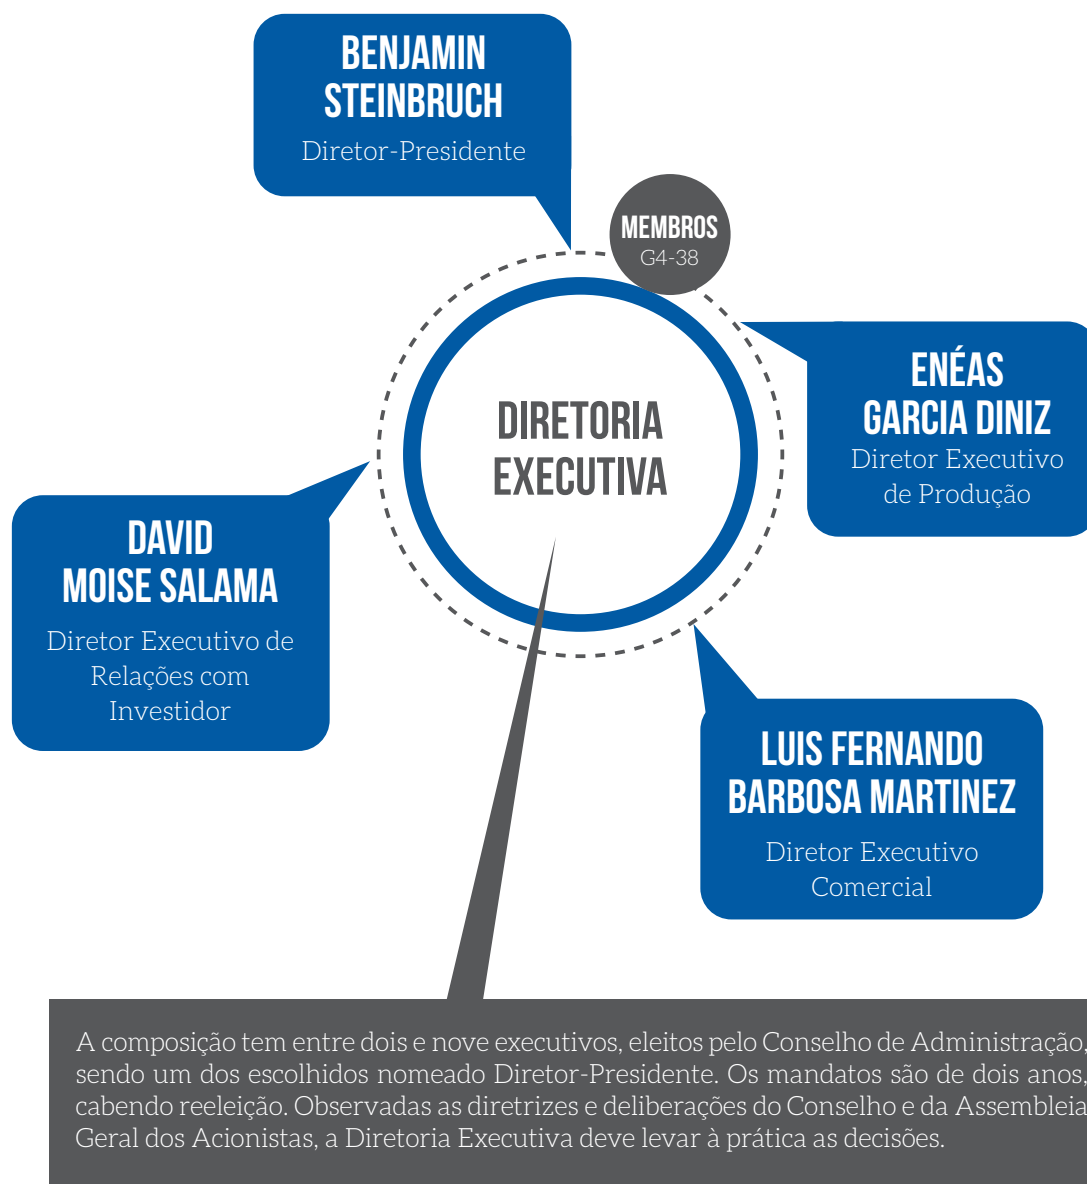 BENJAMIN
STEINBRUCH
Diretor-Presidente
MEMBROS
G4-38
ENÉAS
GARCIA DINIZ
Diretor Executivo
de Produção
DIRETORIA
EXECUTIVA
DAVID
MOISE SALAMA
Diretor Executivo de
Relações com
Investidor
LUIS FERNANDO
BARBOSA MARTINEZ
Diretor Executivo
Comercial
A composição tem entre dois e nove executivos, eleitos pelo Conselho de Administração,
sendo um dos escolhidos nomeado Diretor-Presidente. Os mandatos são de dois anos,
cabendo reeleição. Observadas as diretrizes e deliberações do Conselho e da Assembleia
Geral dos Acionistas, a Diretoria Executiva deve levar à prática as decisões.